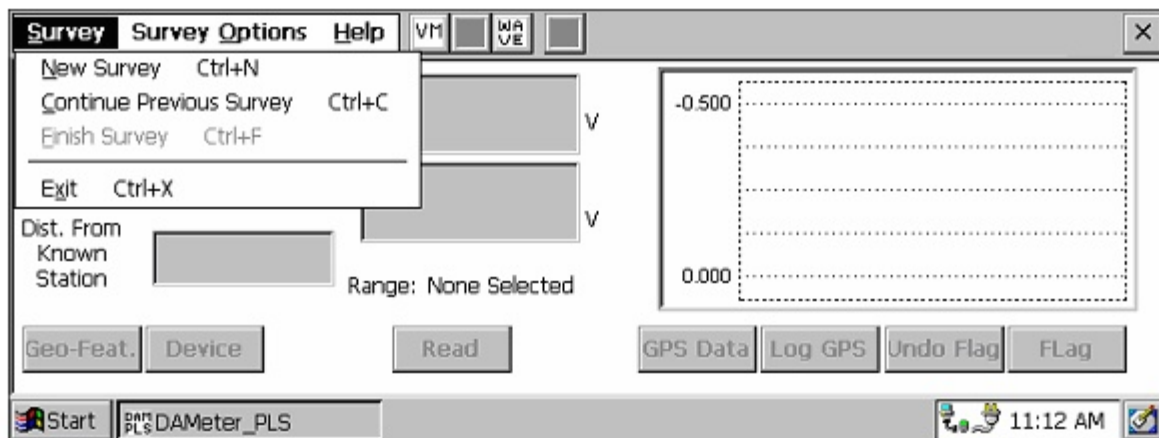 Survey Survey Options Help VM WAVE
New Survey Ctrl+N
Continue Previous Survey Ctrl+C
Finish Survey Ctrl+F
Exit Ctrl+X
V
V
Dist. From
Known
Station
Range: None Selected
-0.500
0.000
Geo-Feat. Device Read GPS Data Log GPS Undo Flag FLag
Start DAM PLS DAMeter_PLS 11:12 AM